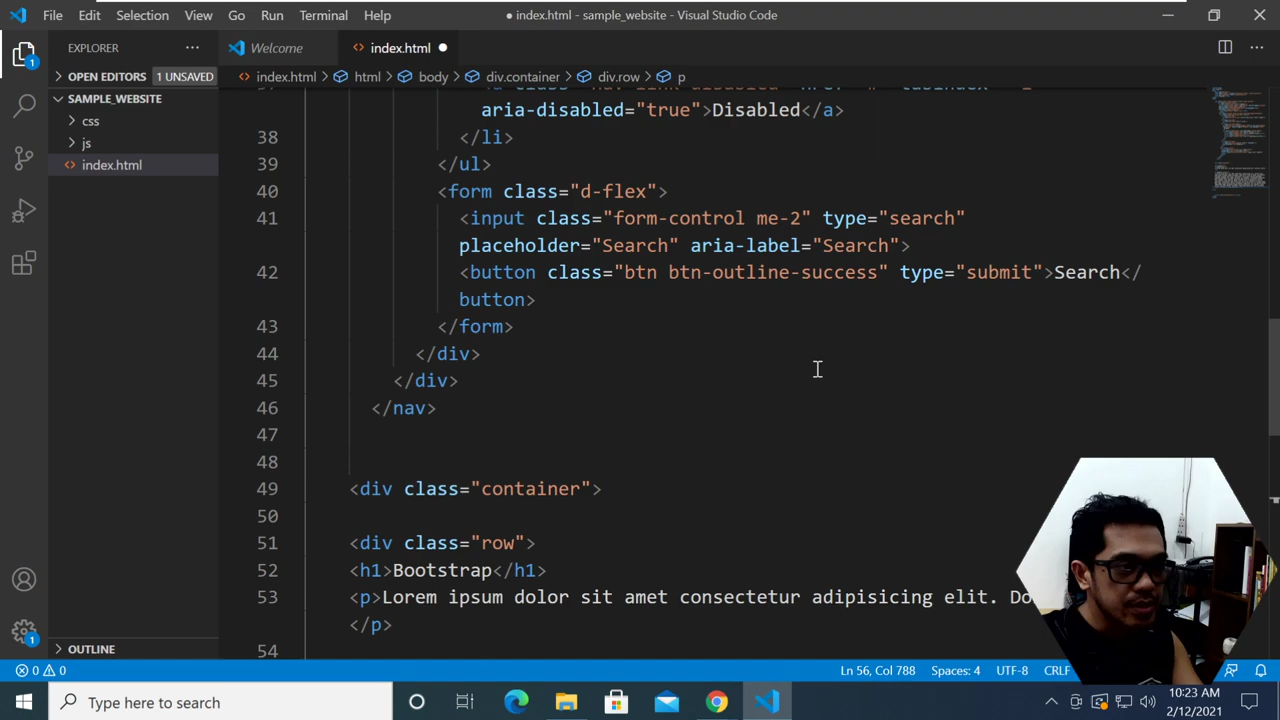 File Edit Selection View Go Run Terminal Help
● index.html - sample_website - Visual Studio Code
EXPLORER
Welcome
index.html
OPEN EDITORS 1 UNSAVED
index.html > html > body > div.container > div.row > p
SAMPLE_WEBSITE
css
js
index.html
aria-disabled="true">Disabled</a>
38 </li>
39 </ul>
40 <form class="d-flex">
41 <input class="form-control me-2" type="search"
placeholder="Search" aria-label="Search">
42 <button class="btn btn-outline-success" type="submit">Search</
button>
43 </form>
44 </div>
45 </div>
46 </nav>
47
48
49 <div class="container">
50
51 <div class="row">
52 <h1>Bootstrap</h1>
53 <p>Lorem ipsum dolor sit amet consectetur adipisicing elit.
</p>
54
OUTLINE
1
1
0 0 Ln 56, Col 788 Spaces: 4 UTF-8 CRLF
Type here to search
10:23 AM
2/12/2021